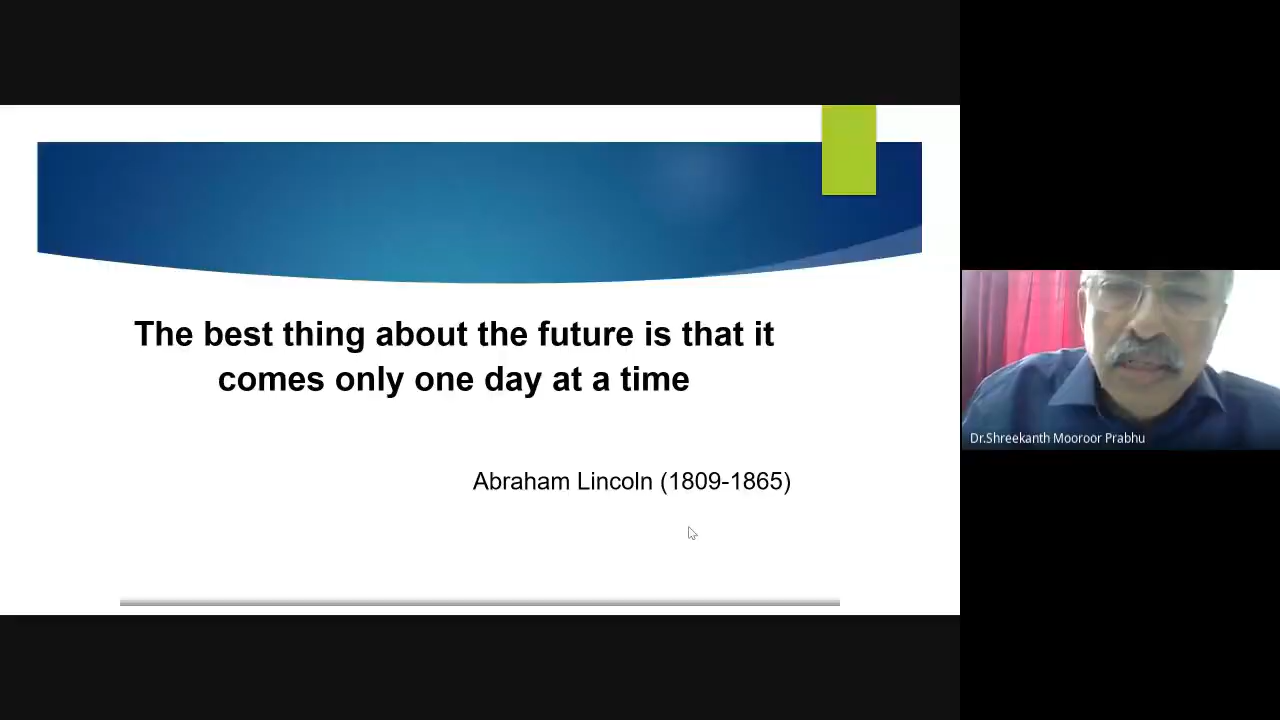 The best thing about the future is that it
comes only one day at a time
Abraham Lincoln (1809-1865)
Dr.Shreekanth Mooroor Prabhu